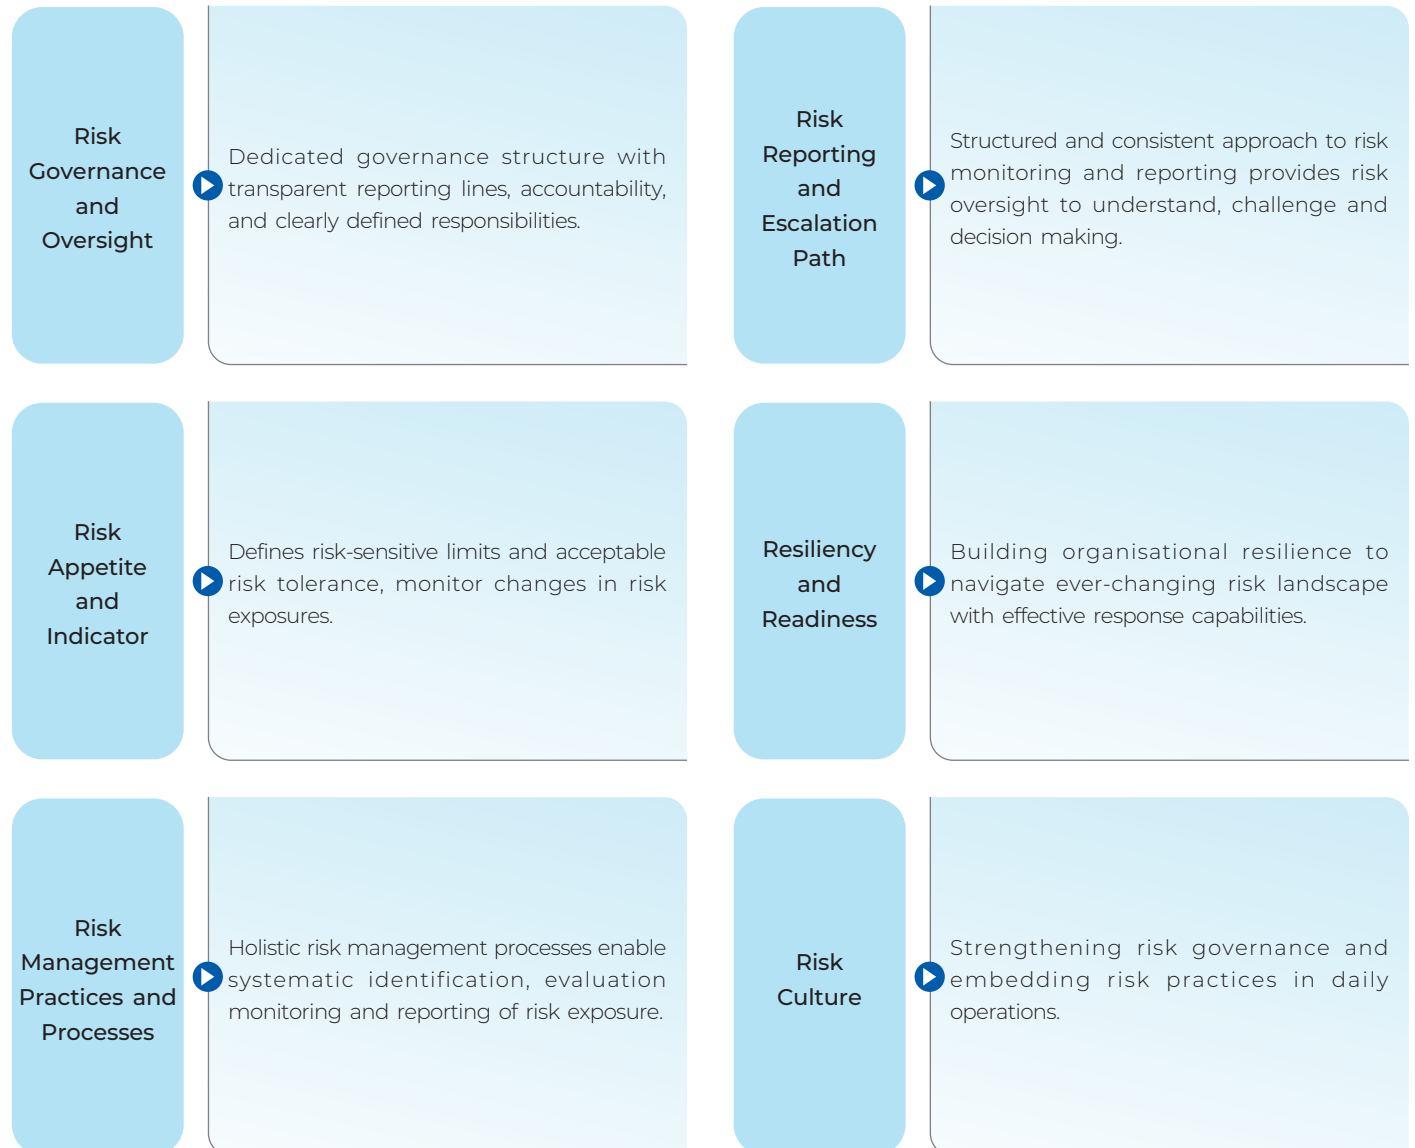 Risk
Governance
and
Oversight
Dedicated governance structure with
transparent reporting lines, accountability,
and clearly defined responsibilities.
Risk
Reporting
and
Escalation
Path
Structured and consistent approach to risk
monitoring and reporting provides risk
oversight to understand, challenge and
decision making.
Risk
Appetite
and
Indicator
Defines risk-sensitive limits and acceptable
risk tolerance, monitor changes in risk
exposures.
Resiliency
and
Readiness
Building organisational resilience to
navigate ever-changing risk landscape
with effective response capabilities.
Risk
Management
Practices and
Processes
Holistic risk management processes enable
systematic identification, evaluation
monitoring and reporting of risk exposure.
Risk
Culture
Strengthening risk governance and
embedding risk practices in daily
operations.